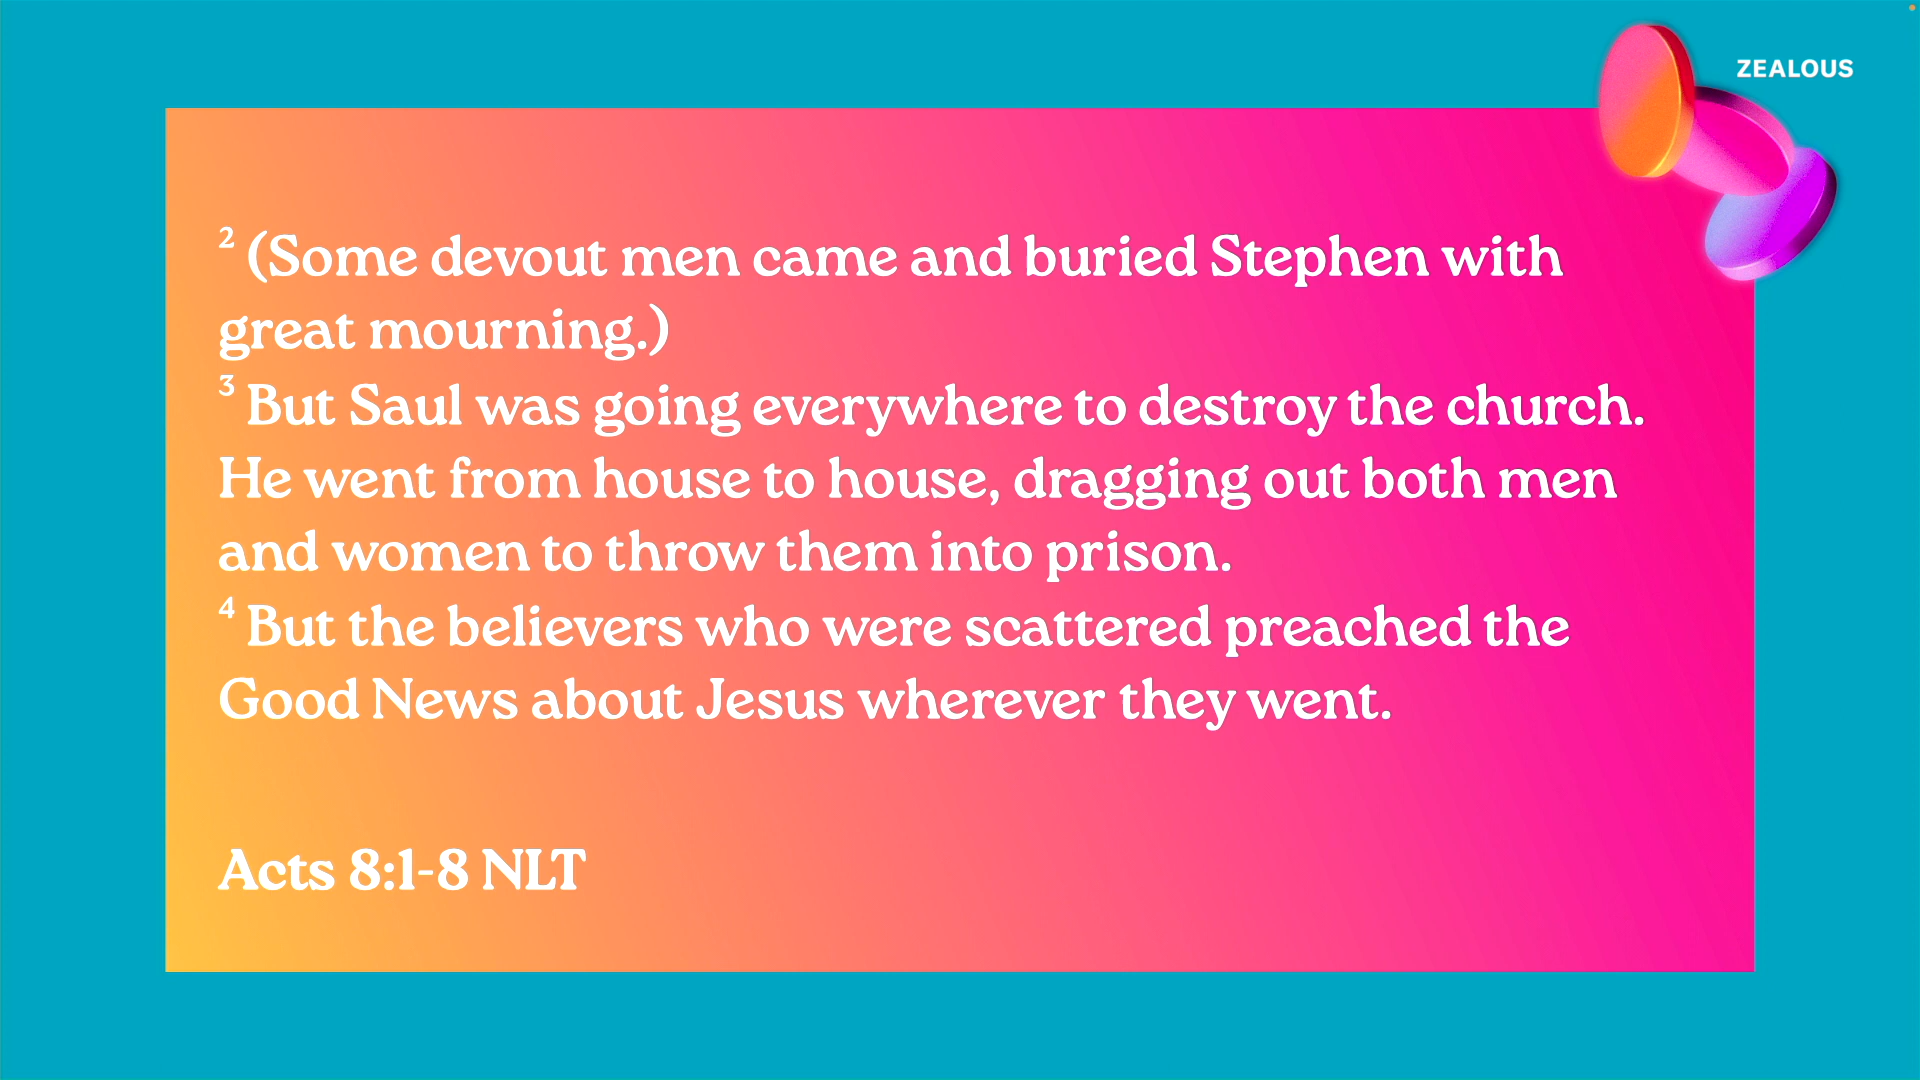 ZEALOUS
2 (Some devout men came and buried Stephen with
great mourning.)
3 But Saul was going everywhere to destroy the church.
He went from house to house, dragging out both men
and women to throw them into prison.
4 But the believers who were scattered preached the
Good News about Jesus wherever they went.
Acts 8:1-8 NLT